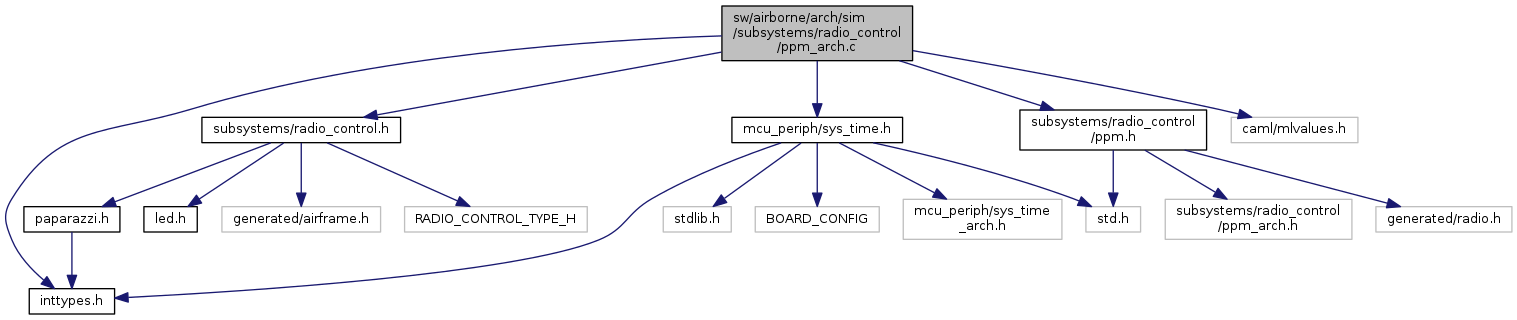 sw/airborne/arch/sim
/subsystems/radio_control
/ppm_arch.c
subsystems/radio_control.h
mcu_periph/sys_time.h
subsystems/radio_control
/ppm.h
caml/mlvalues.h
paparazzi.h
led.h
generated/airframe.h
RADIO_CONTROL_TYPE_H
stdlib.h
BOARD_CONFIG
mcu_periph/sys_time
_arch.h
std.h
subsystems/radio_control
/ppm_arch.h
generated/radio.h
inttypes.h